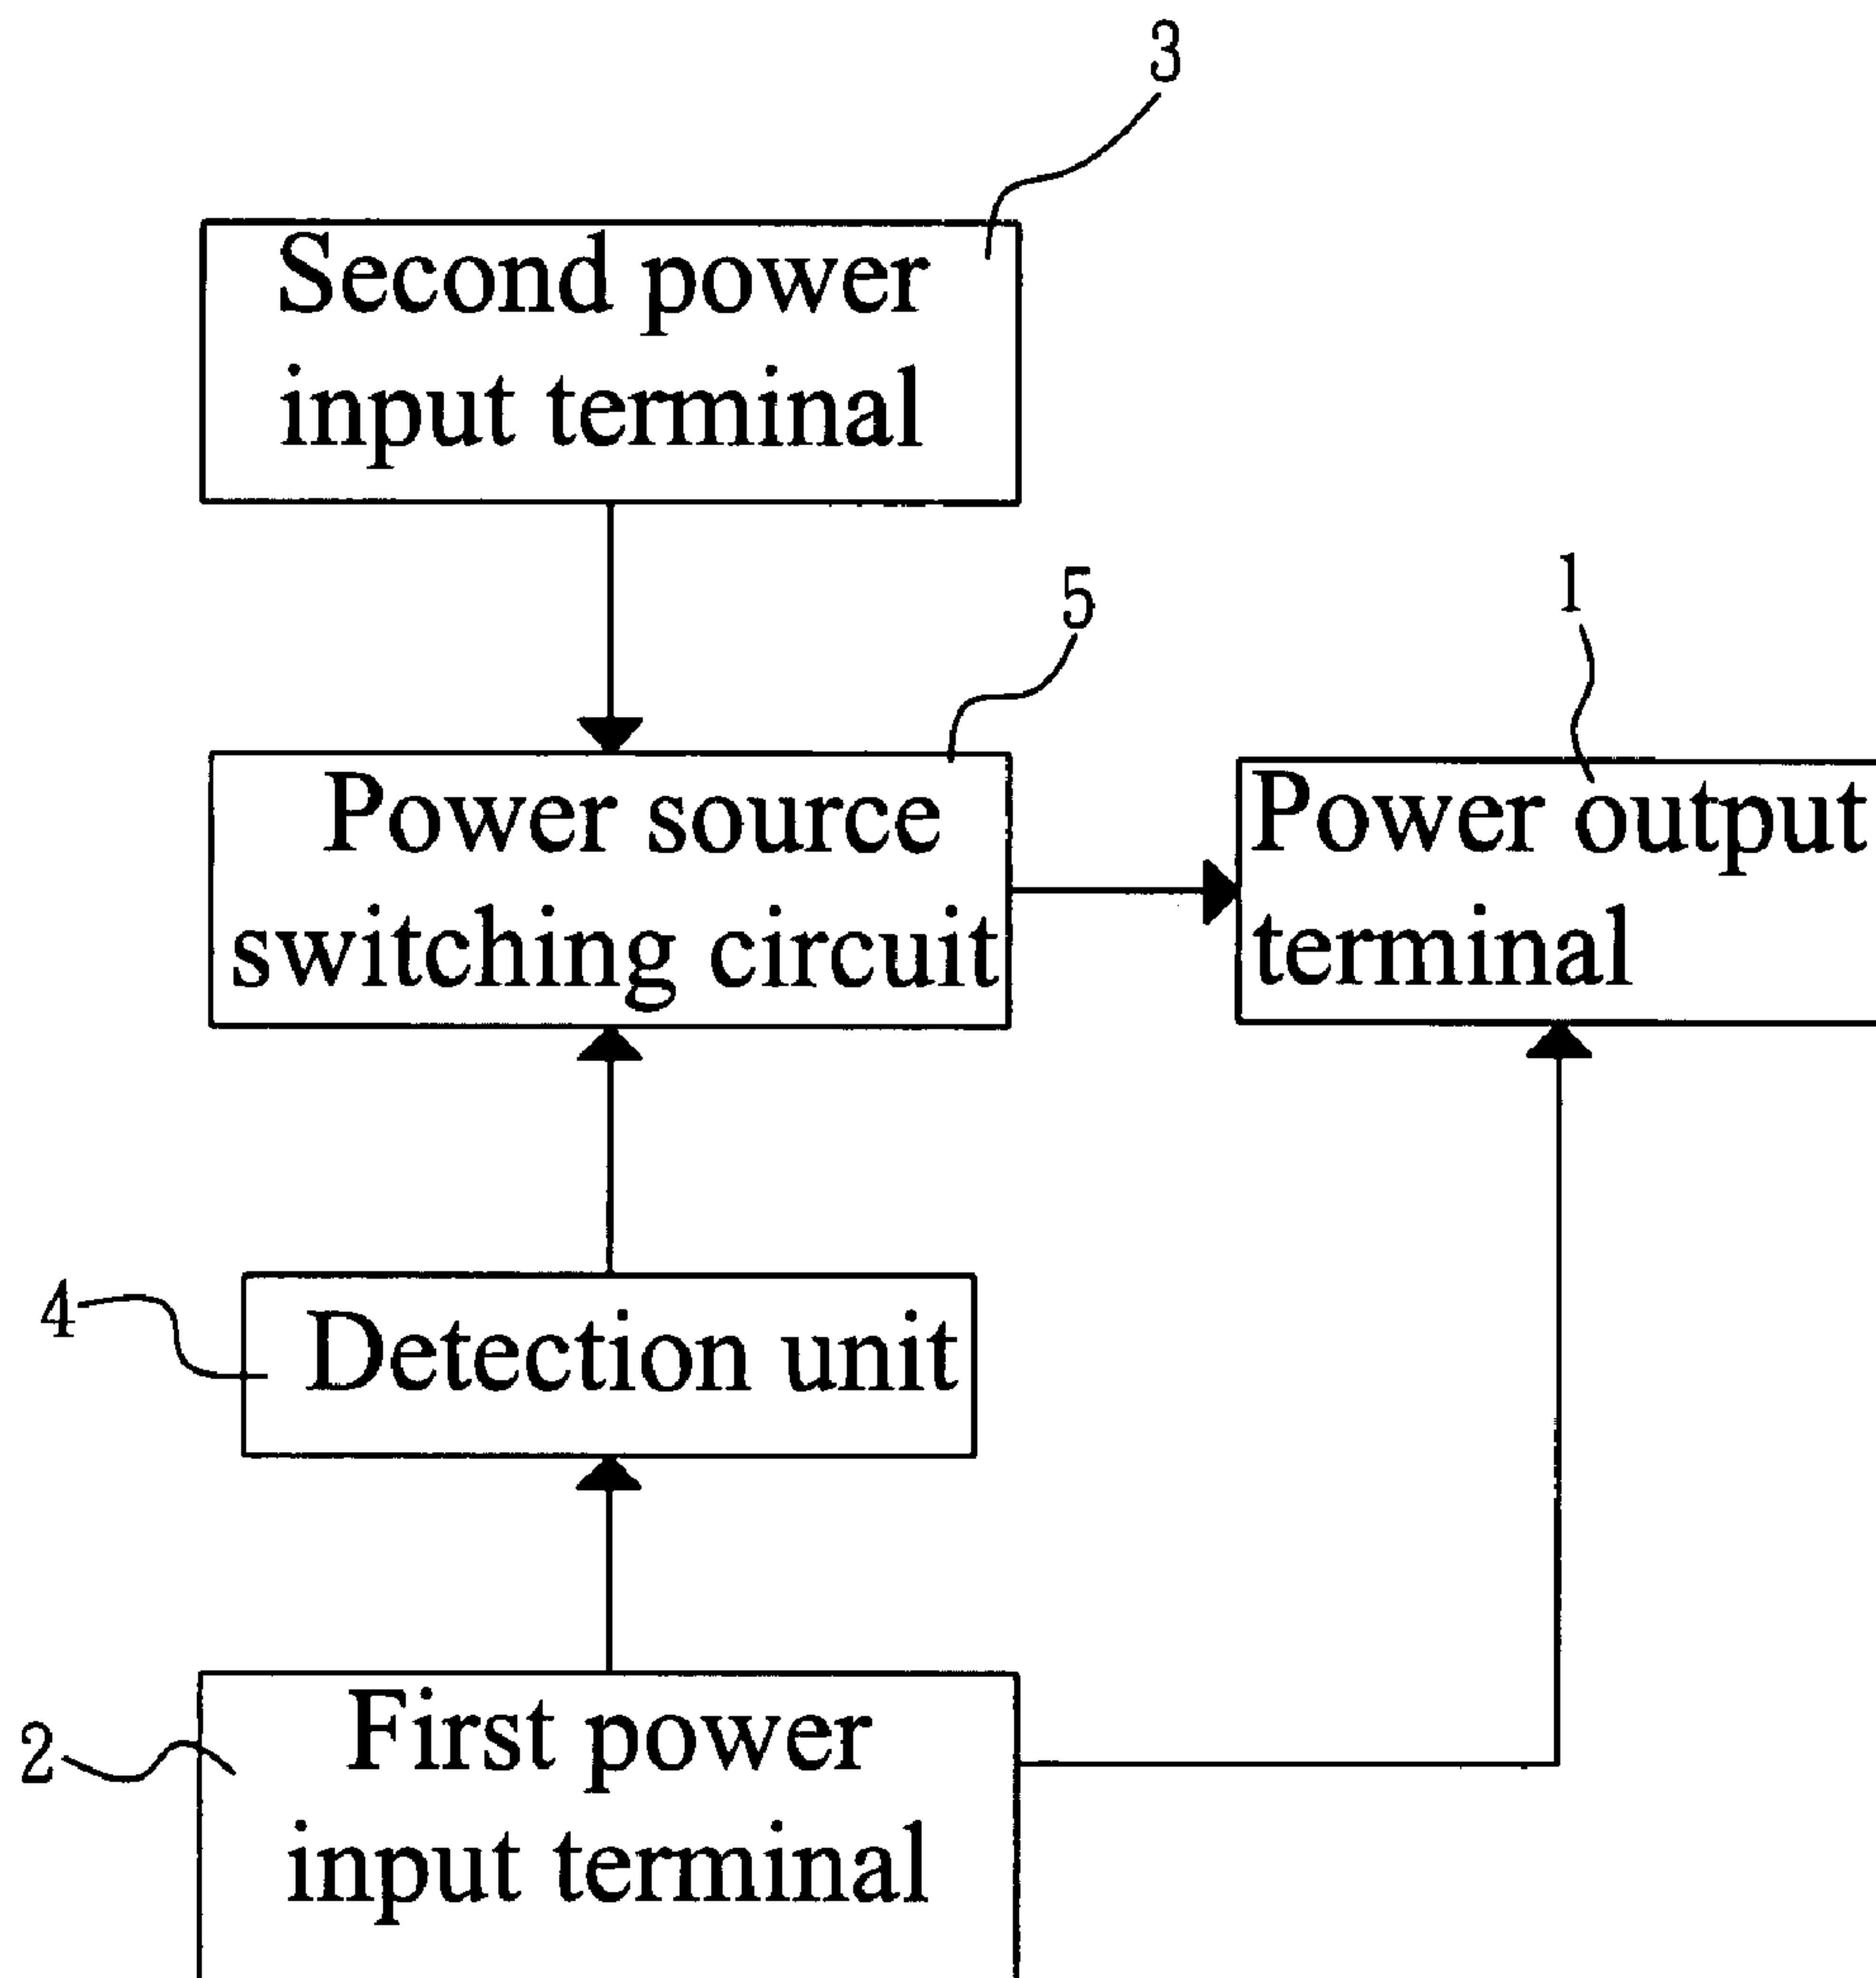 3
Second power
input terminal
5
1
Power source
switching circuit
Power output
terminal
4
Detection unit
2
First power
input terminal